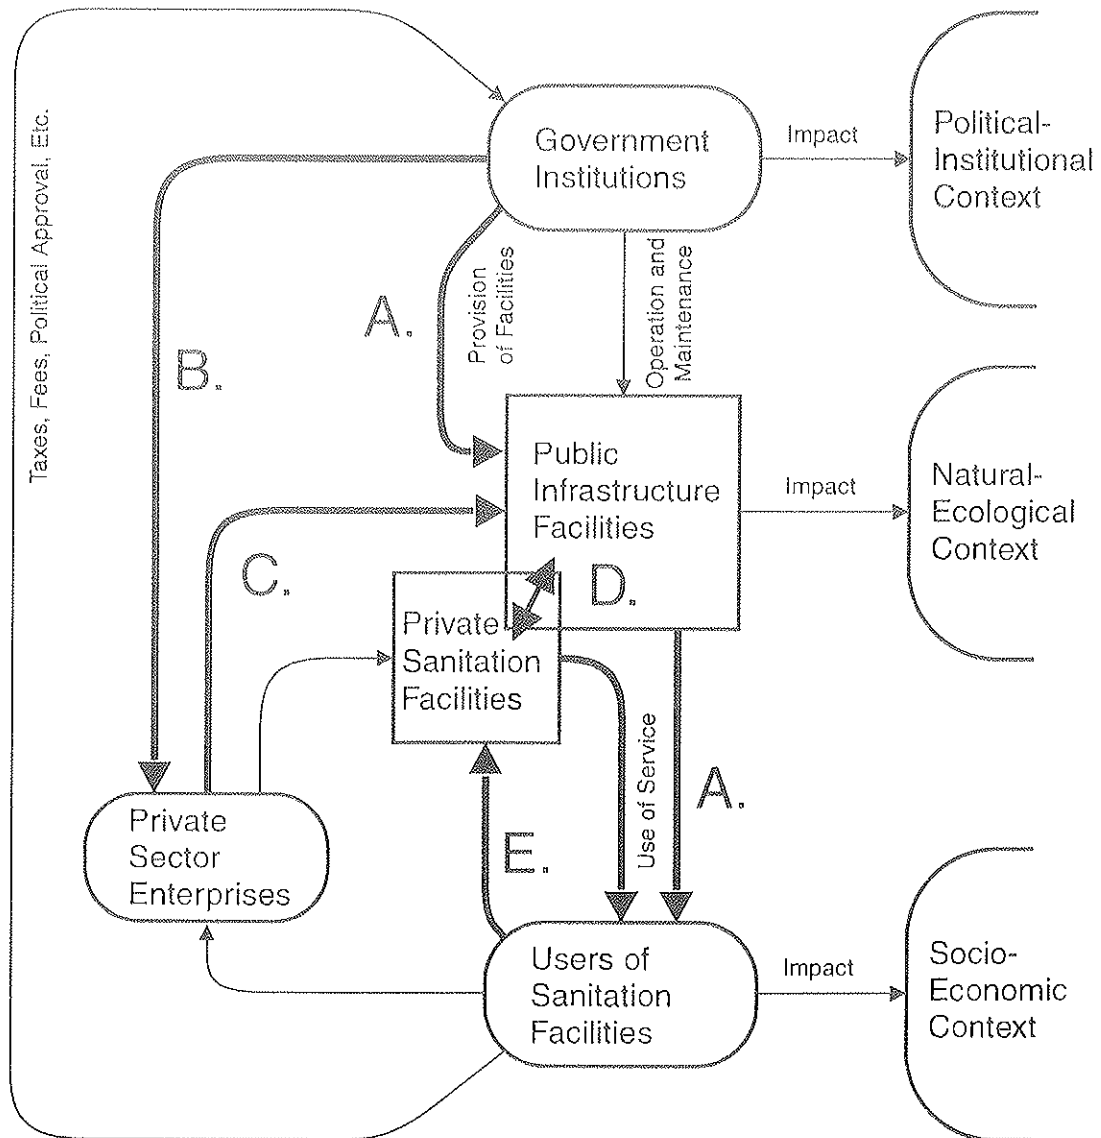 Taxes, Fees, Political Approval, Etc.
Government
Institutions
Impact
Political-
Institutional
Context
A.
Provision
of Facilities
Operation and
Maintenance
B.
Public
Infrastructure
Facilities
Impact
Natural-
Ecological
Context
C.
D.
Private
Sanitation
Facilities
Use of Service
A.
Private
Sector
Enterprises
E.
Users of
Sanitation
Facilities
Impact
Socio-
Economic
Context